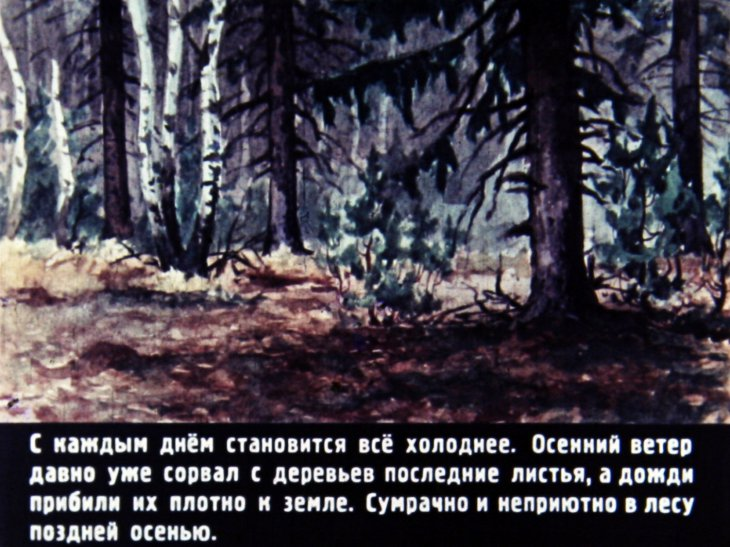 С каждым днём становится всё холоднее. Осенний ветер
давно уже сорвал с деревьев последние листья, а дожди
прибили их плотно к земле. Сумрачно и неприютно в лесу
поздней осенью.